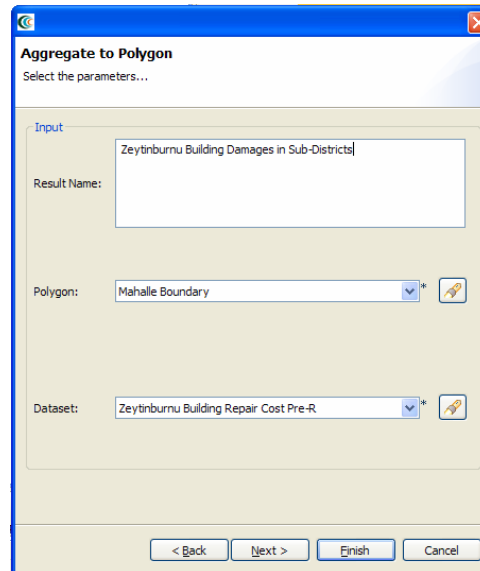 Aggregate to Polygon
Select the parameters...
Input
Result Name:
Zeytinburnu Building Damages in Sub-Districts
Polygon:
Mahalle Boundary
*
Dataset:
Zeytinburnu Building Repair Cost Pre-R
*
< Back
Next >
Finish
Cancel